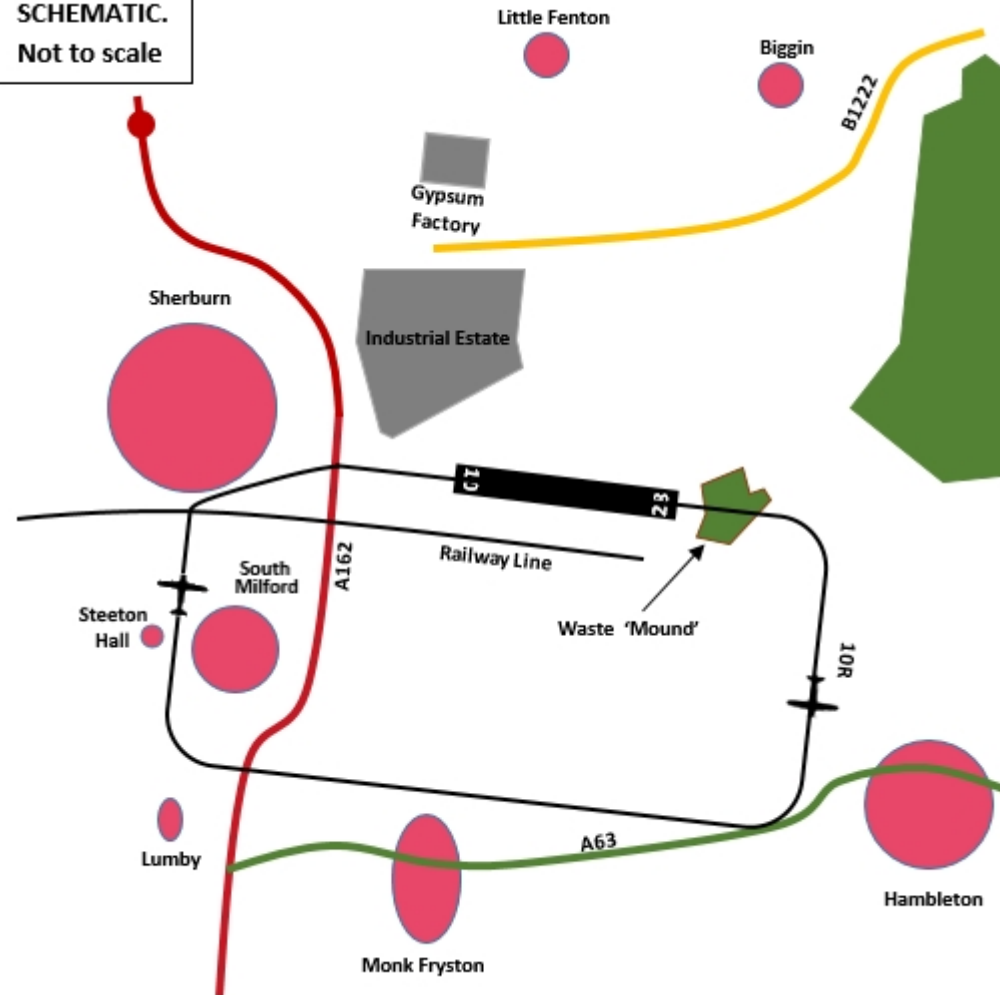 SCHEMATIC.
Not to scale
Little Fenton
Biggin
B1222
Gypsum
Factory
Sherburn
Industrial Estate
10
28
Railway Line
A162
South
Milford
Steeton
Hall
Waste ‘Mound’
10R
Lumby
A63
Hambleton
Monk Fryston